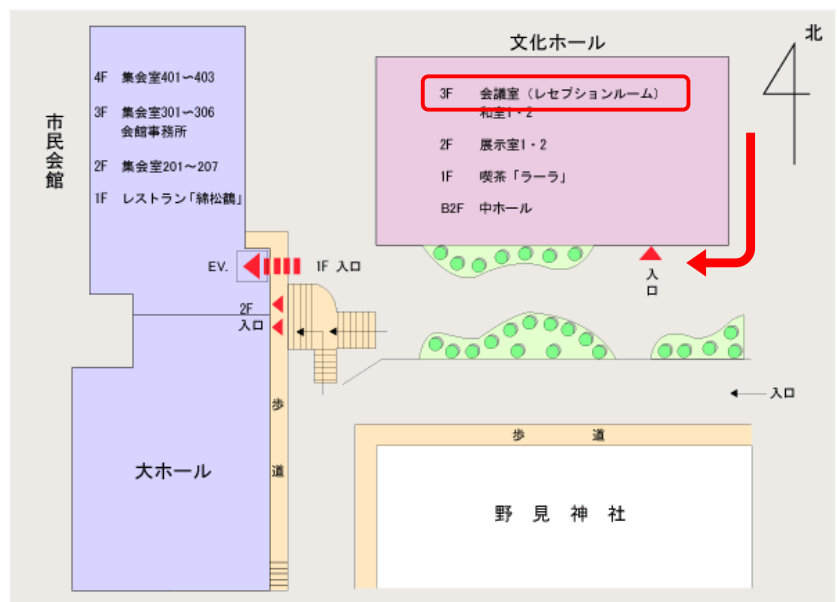 文化ホール
北
3F 会議室（レセプションルーム）
和室1・2
2F 展示室1・2
1F 喫茶「ラーラ」
B2F 中ホール
入口
市民会館
4F 集会室401～403
3F 集会室301～306
会館事務所
2F 集会室201～207
1F レストラン「綿松鶴」
EV.
1F 入口
2F
入口
歩道
大ホール
入口
歩道
野見神社